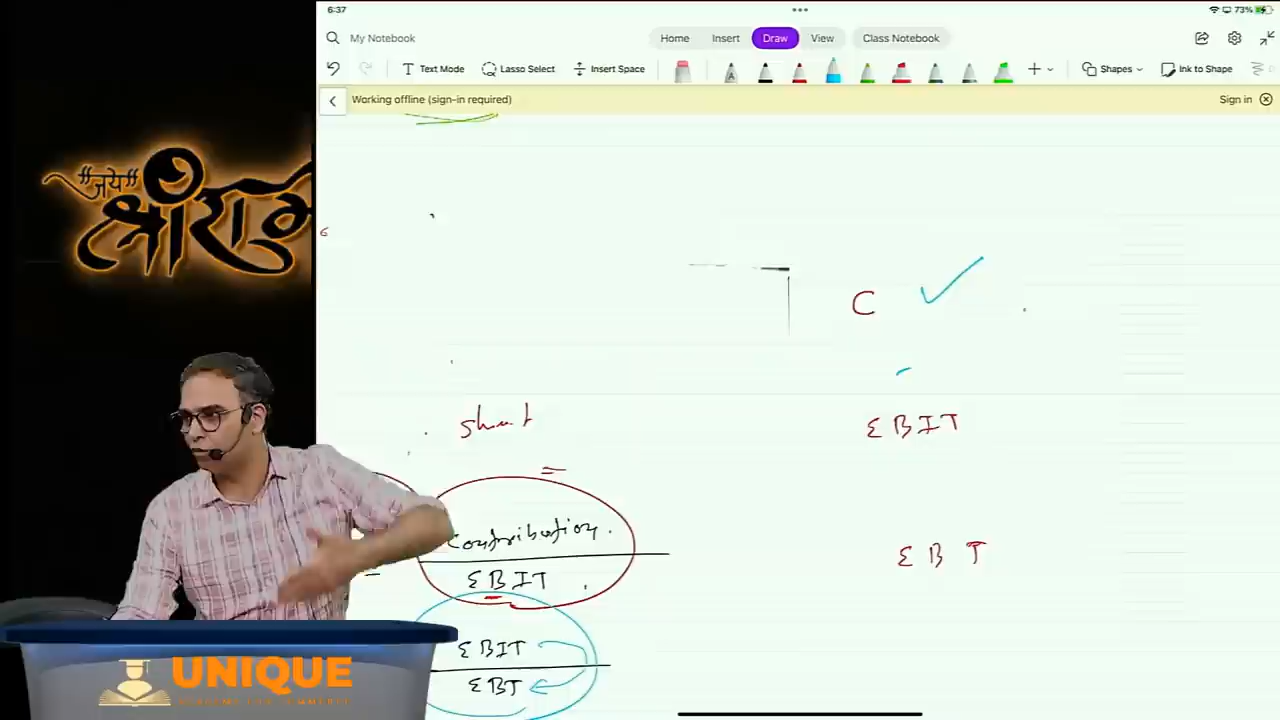 6:37
73%
My Notebook
Home Insert Draw View Class Notebook
Text Mode Lasso Select Insert Space Shapes Ink to Shape
Working offline (sign-in required) Sign in
"जय"
श्रीराम
6
C
EBIT
Contribution.
EBIT
EBT
EBIT
EBT
UNIQUE